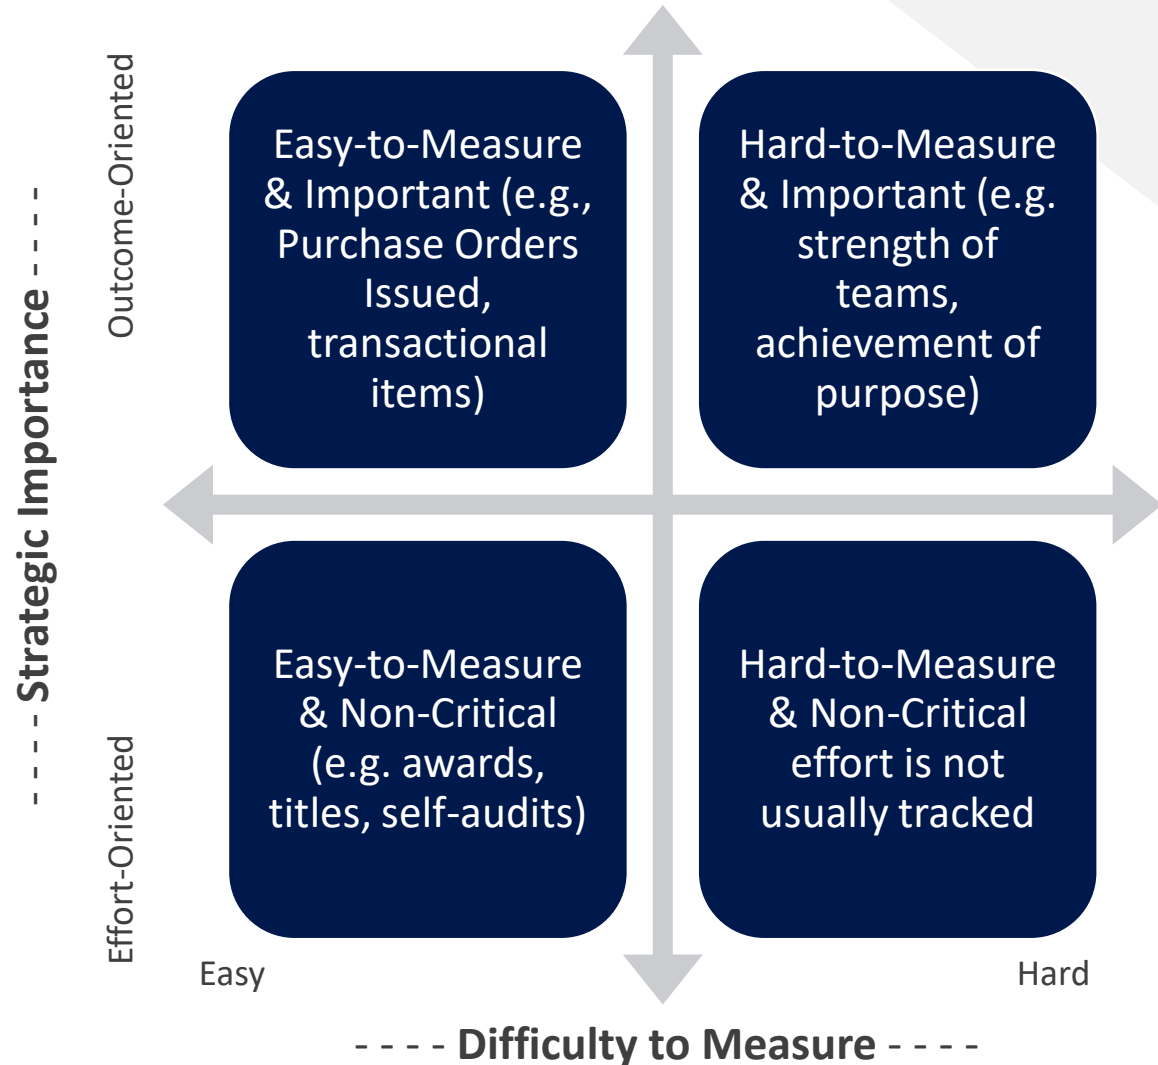 Outcome-Oriented
Easy-to-Measure
& Important (e.g.,
Purchase Orders
Issued,
transactional
items)
Hard-to-Measure
& Important (e.g.
strength of
teams,
achievement of
purpose)
- - - - Strategic Importance - - - -
Easy-to-Measure
& Non-Critical
(e.g. awards,
titles, self-audits)
Hard-to-Measure
& Non-Critical
effort is not
usually tracked
Effort-Oriented
Easy
Hard
- - - - Difficulty to Measure - - - -